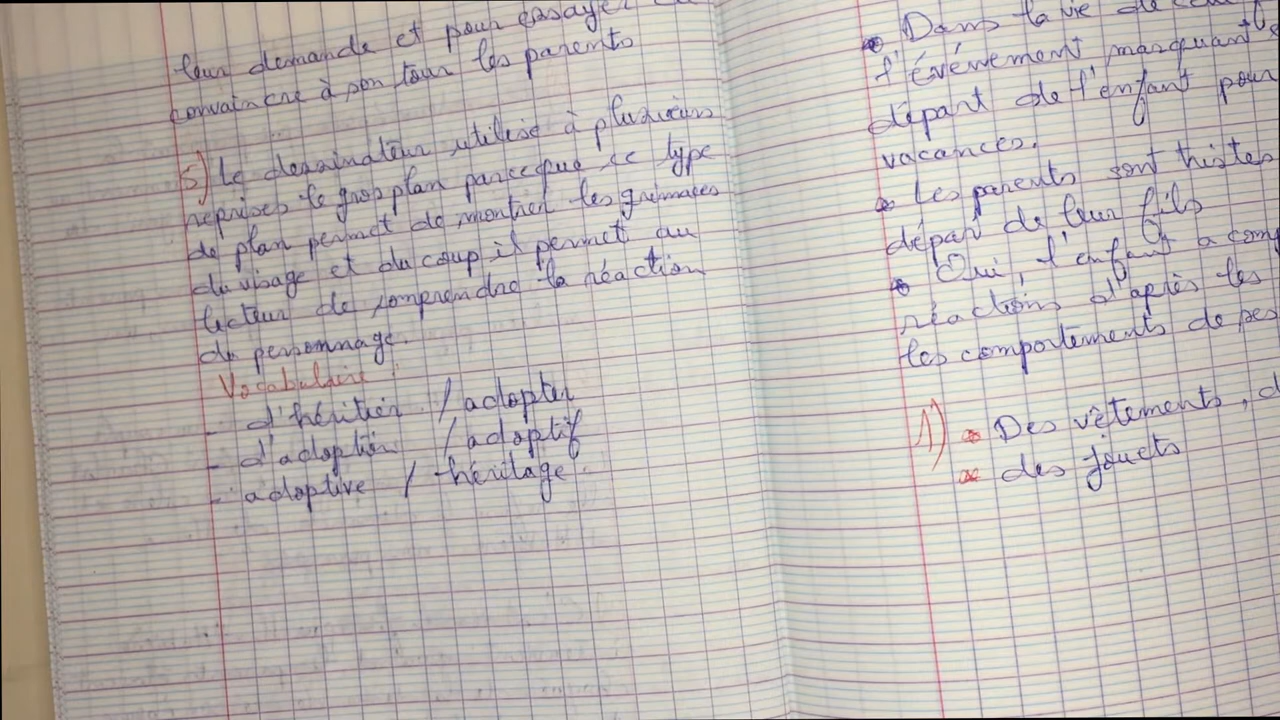 leur demande et pour essayer
convaincre à son tour les parents
5) Le dessinateur utilise à plusieurs
reprises le gros plan parceque ce type
de plan permet de montrer les grimaces
du visage et du coup il permet au
lecteur de comprendre la réaction
du personnage.
Vocabulaire :
- d'héritier / adopter
- d'adoption / adoptif
- adoptive / héritage.
Dans la vie de
l'événement marquant
départ de l'enfant pour
vacances.
Les parents sont tristes
départ de leur fils
Oui, l'enfant a
réactions d'après les
les comportements de
1) Des vêtements,
des jouets